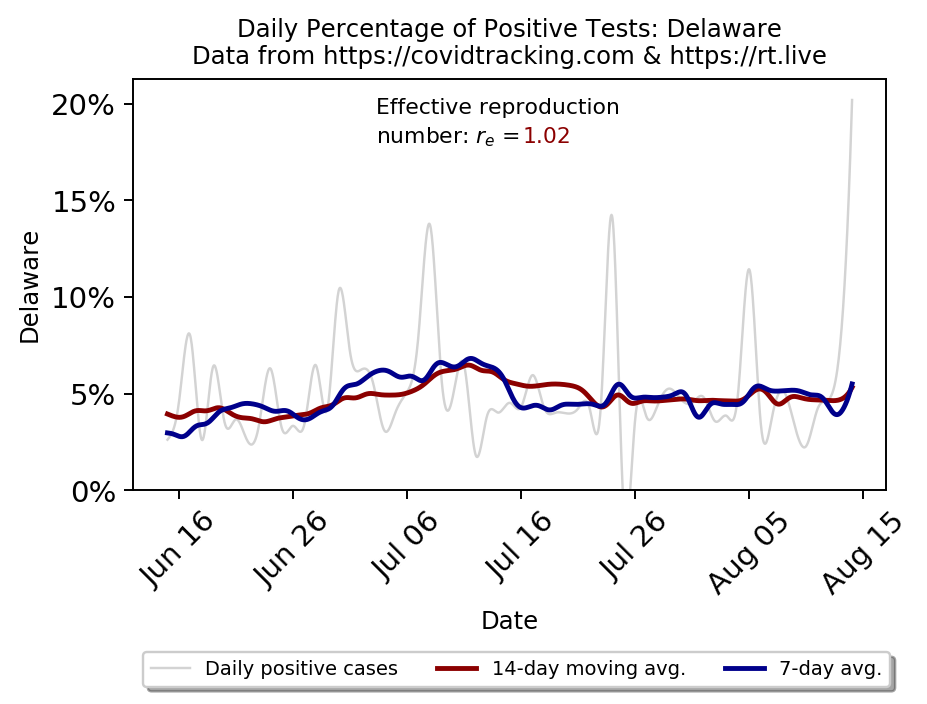 Daily Percentage of Positive Tests: Delaware
Data from https://covidtracking.com & https://rt.live
Effective reproduction
number: rₑ =1.02
20%
15%
10%
5%
0%
Delaware
Jun 16
Jun 26
Jul 06
Jul 16
Jul 26
Aug 05
Aug 15
Date
Daily positive cases
14-day moving avg.
7-day avg.